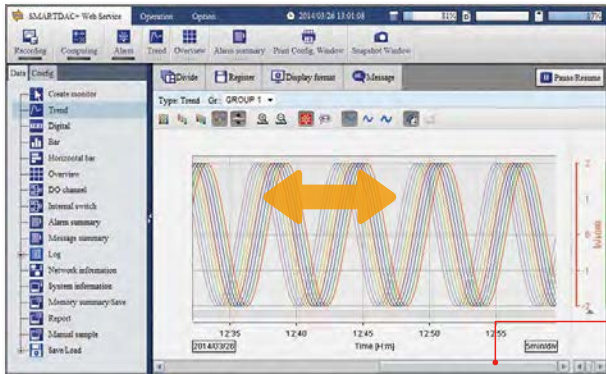 SMARTDAC+ Web Service Operation Option 2014/03/26 13:01:08 31% 17%
Recording Computing Alarm Trend Overview Alarm summary Print Config. Window Snapshot Window
Data Config
Divide Register Display format Message Pause/Resume
Type: Trend Gr: GROUP 1
Create monitor
Trend
Digital
Bar
Horizontal bar
Overview
DO channel
Internal switch
Alarm summary
Message summary
Log
Network information
System information
Memory summary/Save
Report
Manual sample
Save/Load
2
1
0
-1
-2
12:35 12:40 12:45 12:50 12:55
2014/03/26 Time [H:m] 5min/div